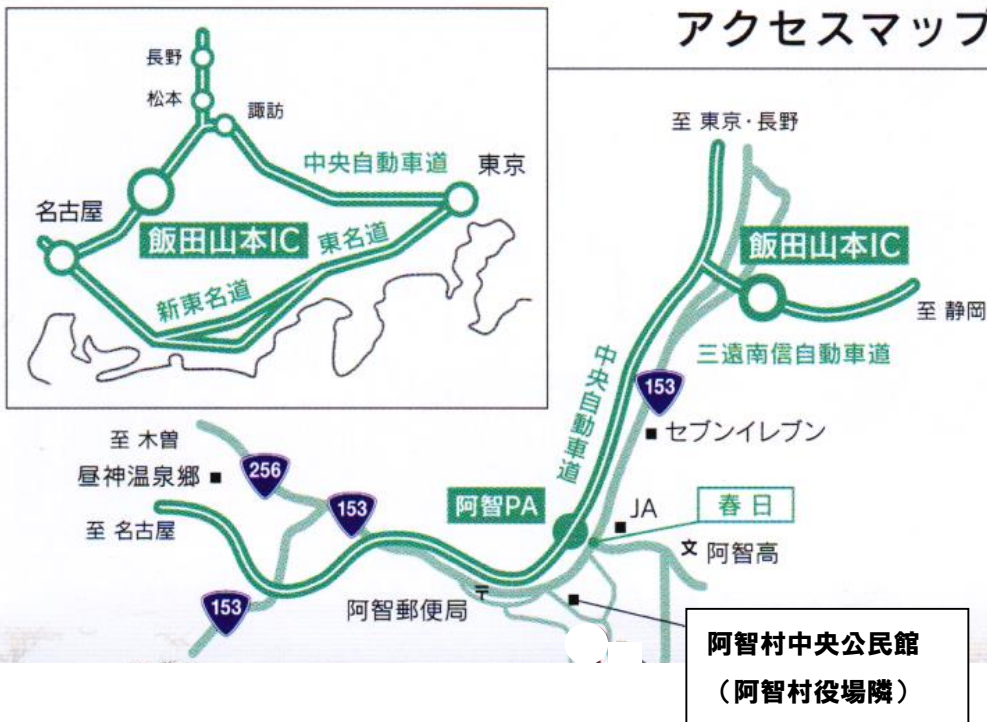 アクセスマップ
長野
松本
諏訪
中央自動車道
東京
名古屋
飯田山本IC
東名道
新東名道
至 東京・長野
飯田山本IC
至 静岡
三遠南信自動車道
中央自動車道
153
セブンイレブン
至 木曽
昼神温泉郷
256
153
至 名古屋
阿智PA
JA
春日
文 阿智高
153
阿智郵便局
〒
阿智村中央公民館
（阿智村役場隣）